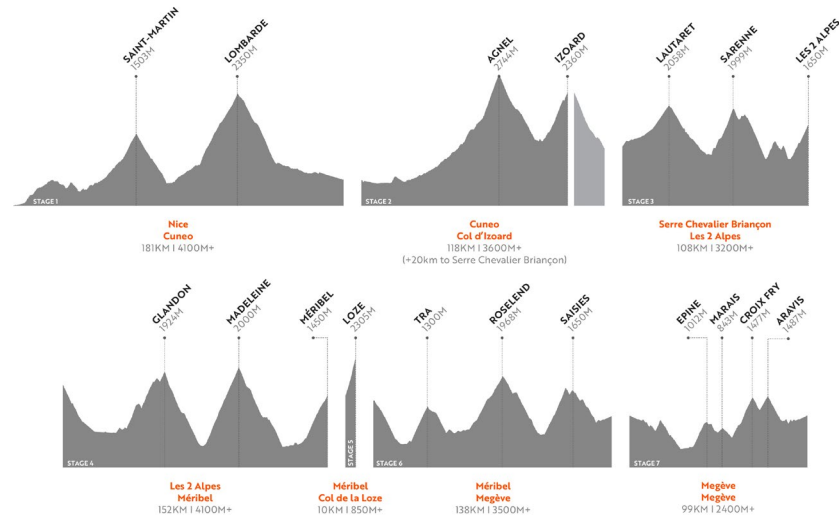 SAINT-MARTIN
1503M
LOMBARDE
2350M
STAGE 1
Nice
Cuneo
181KM I 4100M+
AGNEL
2744M
IZOARD
2360M
STAGE 2
Cuneo
Col d'Izoard
118KM I 3600M+
(+20km to Serre Chevalier Briançon)
LAUTARET
2058M
SARENNE
1999M
LES 2 ALPES
1650M
STAGE 3
Serre Chevalier Briançon
Les 2 Alpes
108KM I 3200M+
GLANDON
1924M
MADELEINE
2000M
MÉRIBEL
1450M
STAGE 4
Les 2 Alpes
Méribel
152KM I 4100M+
LOZE
2305M
STAGE 5
Méribel
Col de la Loze
10KM I 850M+
TRA
1300M
ROSELEND
1968M
SAISIES
1650M
STAGE 6
Méribel
Megève
138KM I 3500M+
EPINE
1012M
MARAIS
843M
CROIX FRY
1477M
ARAVIS
1487M
STAGE 7
Megève
Megève
99KM I 2400M+